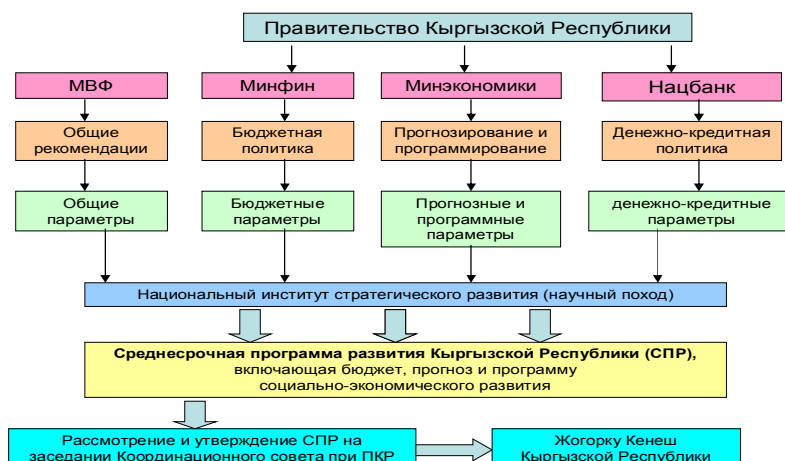 Правительство Кыргызской Республики
МВФ
Минфин
Минэкономики
Нацбанк
Общие
рекомендации
Бюджетная
политика
Прогнозирование и
программирование
Денежно-кредитная
политика
Общие
параметры
Бюджетные
параметры
Прогнозные и
программные
параметры
денежно-кредитные
параметры
Национальный институт стратегического развития (научный поход)
Среднесрочная программа развития Кыргызской Республики (СПР),
включающая бюджет, прогноз и программу
социально-экономического развития
Рассмотрение и утверждение СПР на
заседании Координационного совета при ПКР
Жогорку Кенеш
Кыргызской Республики